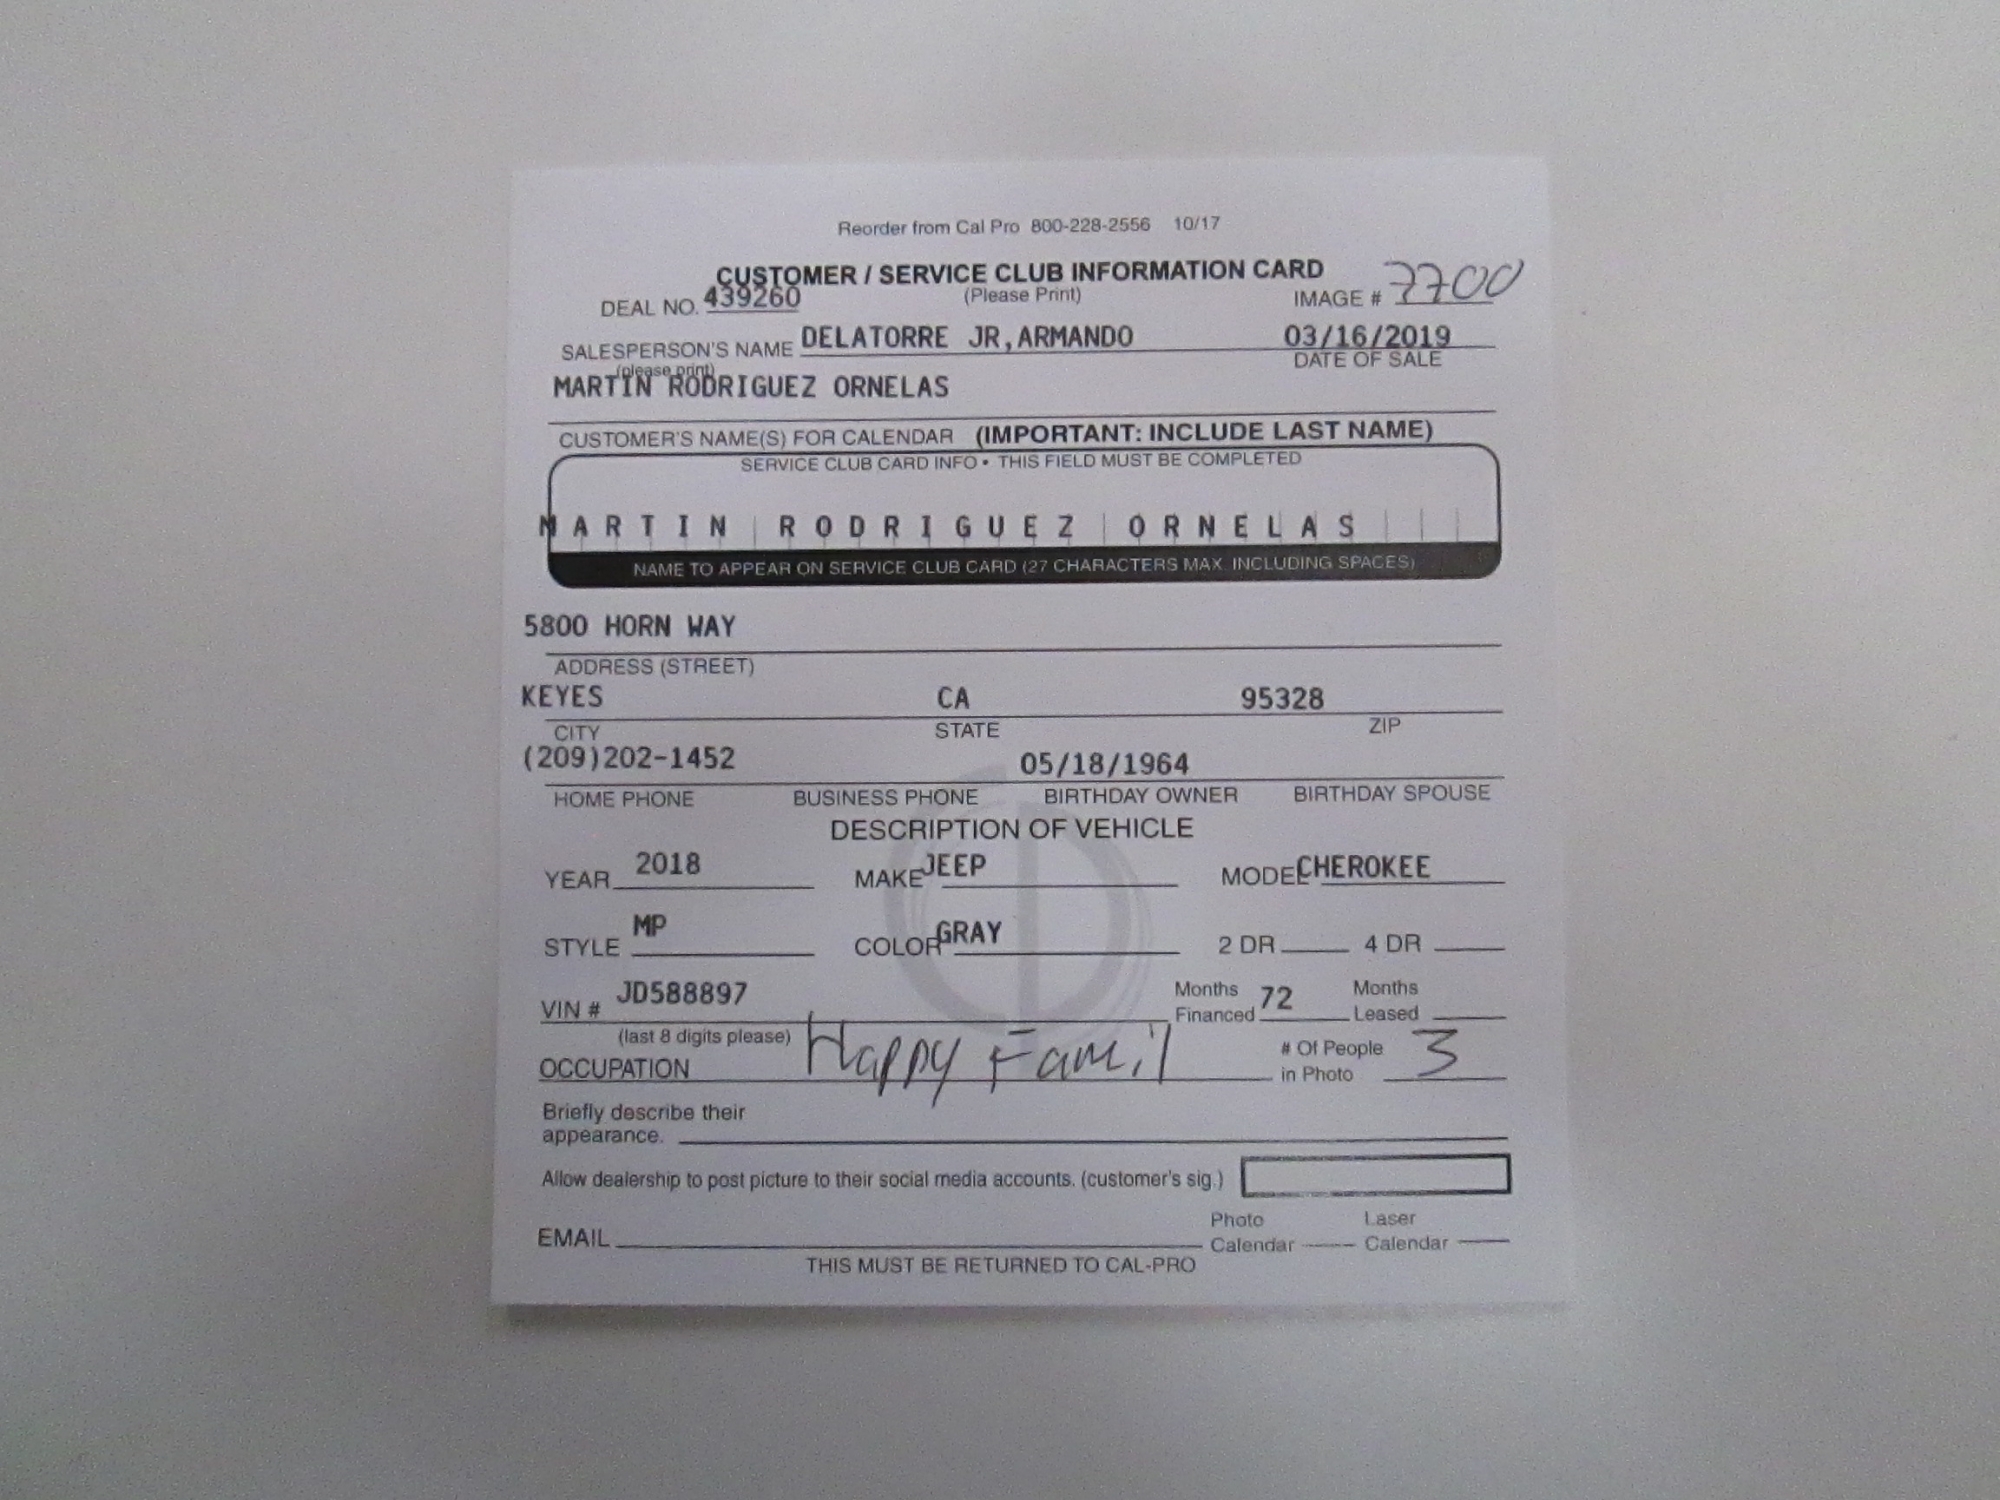 Reorder from Cal Pro 800-228-2556 10/17
CUSTOMER / SERVICE CLUB INFORMATION CARD
DEAL NO. 439260 (Please Print) IMAGE # 7700
SALESPERSON'S NAME DELATORRE JR,ARMANDO 03/16/2019
(please print) DATE OF SALE
MARTIN RODRIGUEZ ORNELAS
CUSTOMER'S NAME(S) FOR CALENDAR (IMPORTANT: INCLUDE LAST NAME)
SERVICE CLUB CARD INFO • THIS FIELD MUST BE COMPLETED
MARTIN RODRIGUEZ ORNELAS
NAME TO APPEAR ON SERVICE CLUB CARD (27 CHARACTERS MAX. INCLUDING SPACES)
5800 HORN WAY
ADDRESS (STREET)
KEYES CA 95328
CITY STATE ZIP
(209)202-1452 05/18/1964
HOME PHONE BUSINESS PHONE BIRTHDAY OWNER BIRTHDAY SPOUSE
DESCRIPTION OF VEHICLE
YEAR 2018 MAKE JEEP MODEL CHEROKEE
STYLE MP COLOR GRAY 2 DR 4 DR
VIN # JD588897 Months Financed 72 Months Leased
(last 8 digits please)
OCCUPATION Happy Famil # Of People in Photo 3
Briefly describe their
appearance.
Allow dealership to post picture to their social media accounts. (customer's sig.)
EMAIL Photo Calendar Laser Calendar
THIS MUST BE RETURNED TO CAL-PRO